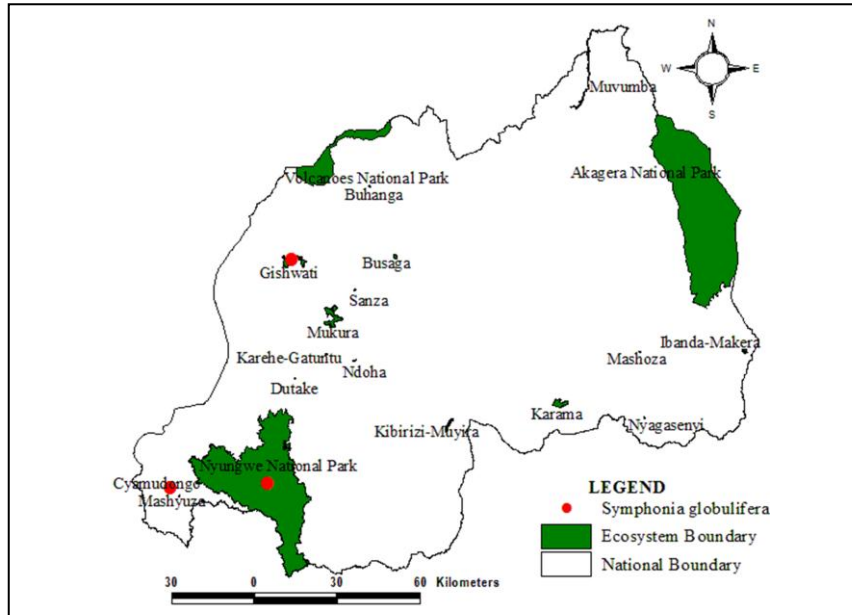 N
W E
S
Muvumba
Volcanoes National Park
Akagera National Park
Buhanga
Gishwati
Busaga
Sanza
Mukura
Karehe-Gaturitu
Ndoha
Mashoza
Ibanda-Makera
Dutake
Karama
Nyagasenyi
Kibirizi-Muyira
Nyungwe National Park
Cyamudongo
Mashyuza
LEGEND
Symphonia globulifera
Ecosystem Boundary
National Boundary
30 0 30 60 Kilometers